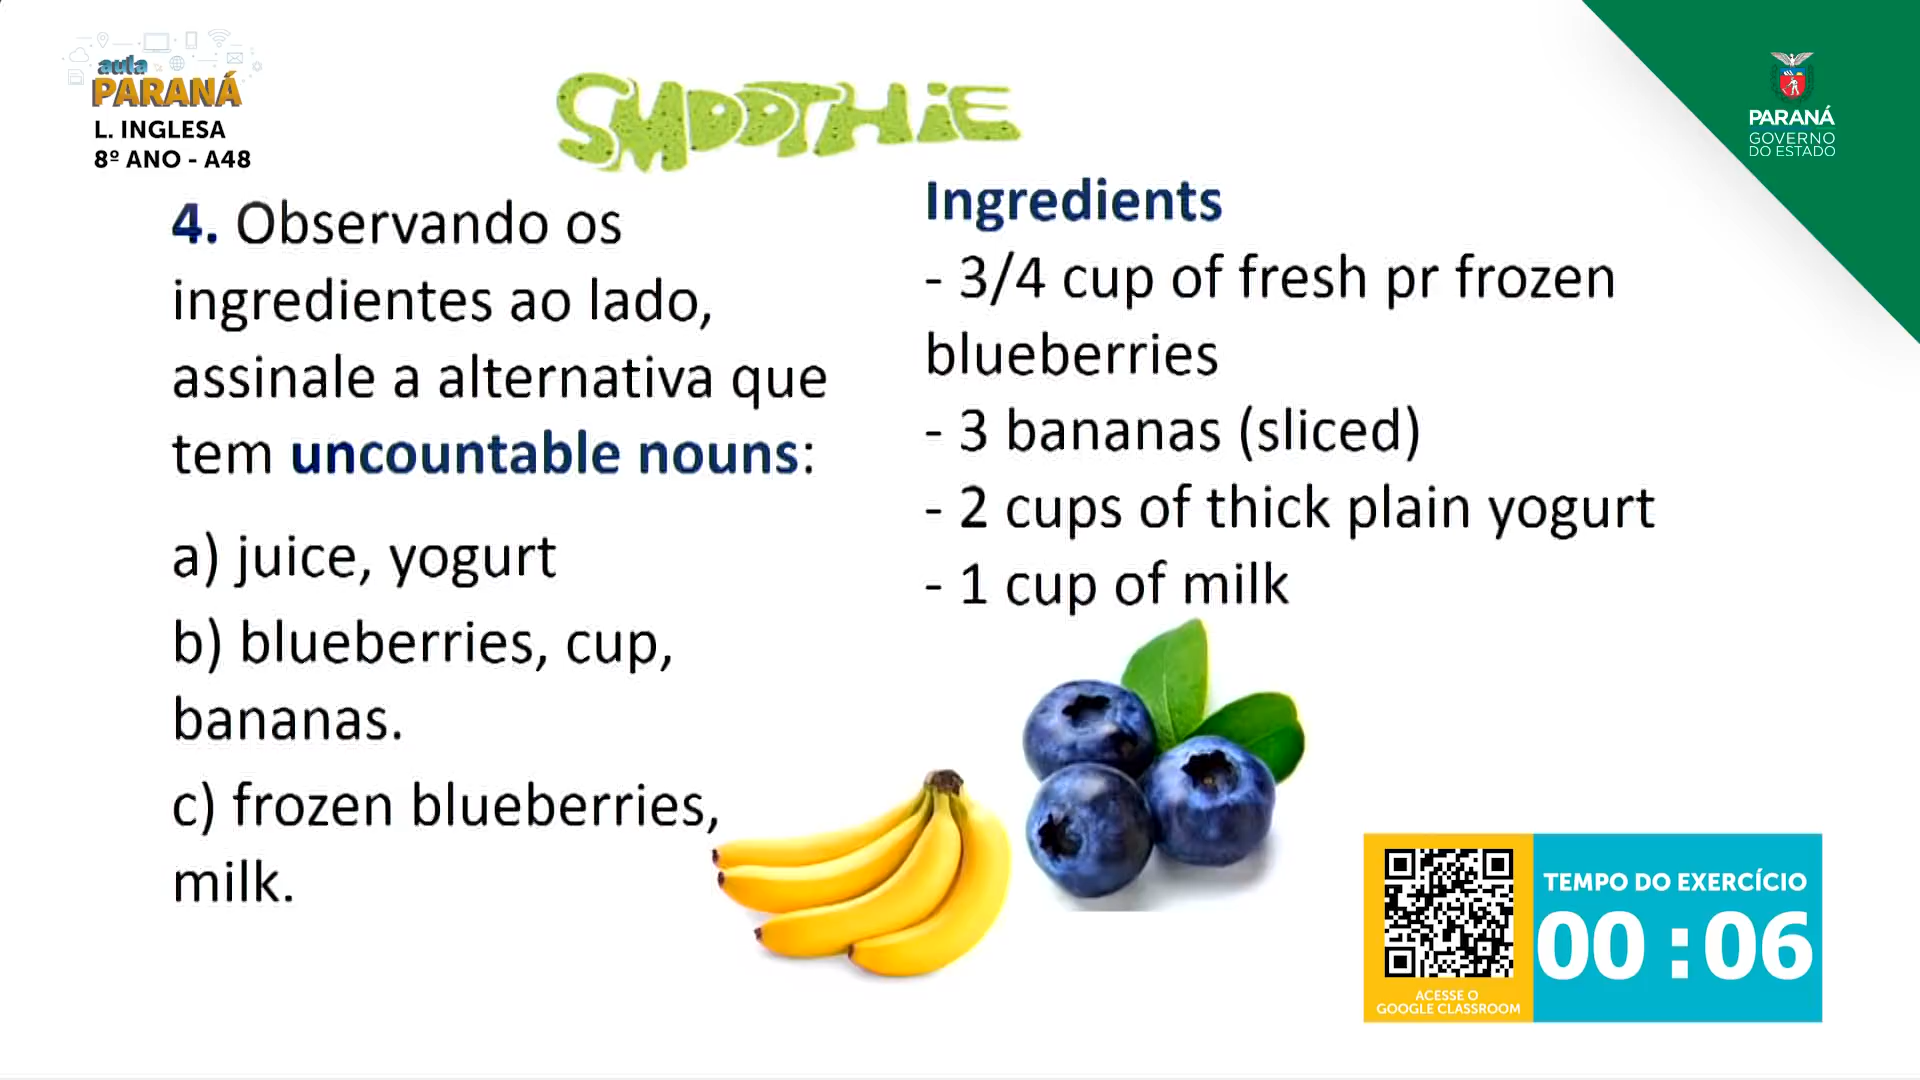 aula
PARANÁ
L. INGLESA
8º ANO - A48
SMOOTHiE
PARANÁ
GOVERNO
DO ESTADO
4. Observando os
ingredientes ao lado,
assinale a alternativa que
tem uncountable nouns:
a) juice, yogurt
b) blueberries, cup,
bananas.
c) frozen blueberries,
milk.
Ingredients
- 3/4 cup of fresh pr frozen
blueberries
- 3 bananas (sliced)
- 2 cups of thick plain yogurt
- 1 cup of milk
ACESSE O
GOOGLE CLASSROOM
TEMPO DO EXERCÍCIO
00:06